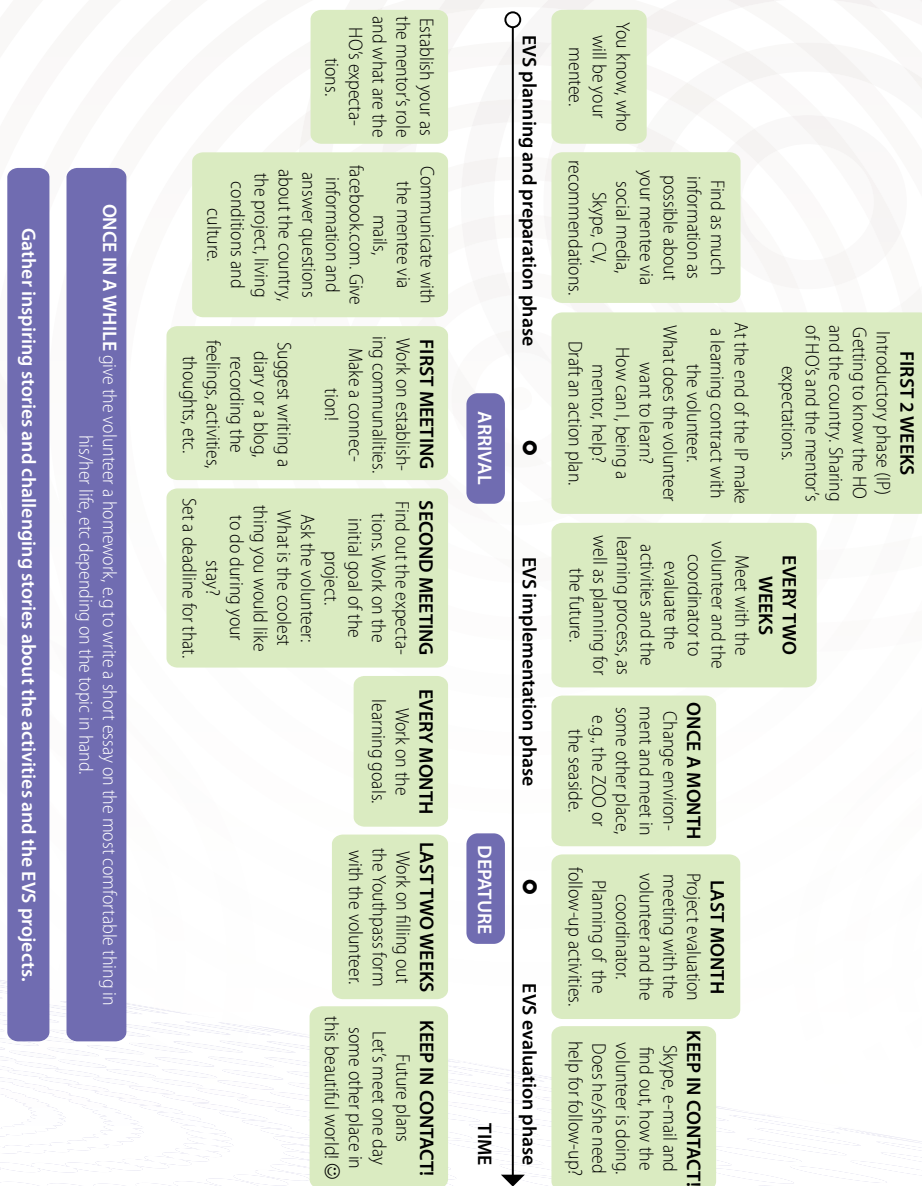 You know, who
will be your
mentee.
Find as much
information as
possible about
your mentee via
social media,
Skype, CV,
recommendations.
FIRST 2 WEEKS
Introductory phase (IP)
Getting to know the HO
and the country. Sharing
of HO's and the mentor's
expectations.
At the end of the IP make
a learning contract with
the volunteer.
What does the volunteer
want to learn?
How can I, being a
mentor, help?
Draft an action plan.
EVERY TWO
WEEKS
Meet with the
volunteer and the
coordinator to
evaluate the
activities and the
learning process, as
well as planning for
the future.
ONCE A MONTH
Change environ-
ment and meet in
some other place,
e.g., the ZOO or
the seaside.
LAST MONTH
Project evaluation
meeting with the
volunteer and the
coordinator.
Planning of the
follow-up activities.
KEEP IN CONTACT!
Skype, e-mail and
find out, how the
volunteer is doing.
Does he/she need
help for follow-up?
EVS planning and preparation phase
EVS implementation phase
EVS evaluation phase
ARRIVAL
DEPATURE
TIME
Establish your as
the mentor's role
and what are the
HO's expecta-
tions.
Communicate with
the mentee via
mails,
facebook.com. Give
information and
answer questions
about the country,
the project, living
conditions and
culture.
FIRST MEETING
Work on establish-
ing communalities.
Make a connec-
tion!
Suggest writing a
diary or a blog,
recording the
feelings, activities,
thoughts, etc.
SECOND MEETING
Find out the expecta-
tions. Work on the
initial goal of the
project.
Ask the volunteer:
What is the coolest
thing you would like
to do during your
stay?
Set a deadline for that.
EVERY MONTH
Work on the
learning goals.
LAST TWO WEEKS
Work on filling out
the Youthpass form
with the volunteer.
KEEP IN CONTACT!
Future plans
Let's meet one day
some other place in
this beautiful world! ☺
ONCE IN A WHILE give the volunteer a homework, e.g to write a short essay on the most comfortable thing in
his/her life, etc depending on the topic in hand.
Gather inspiring stories and challenging stories about the activities and the EVS projects.